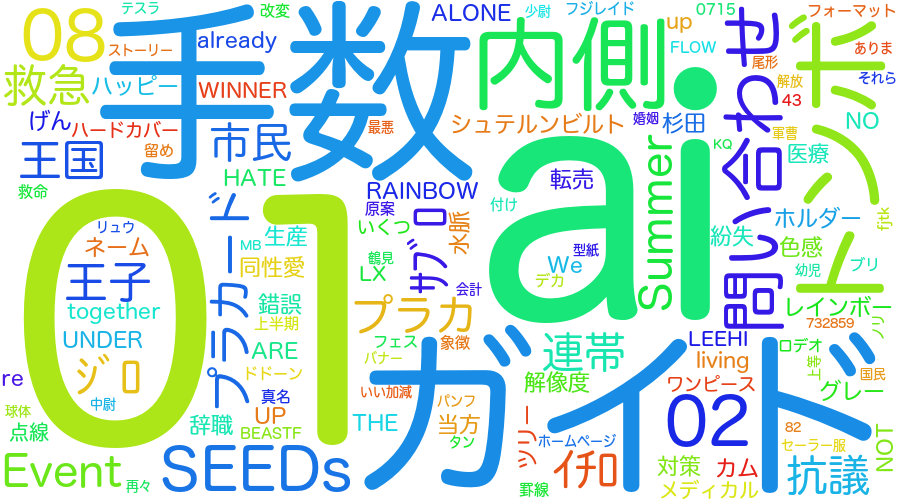 テスラ
改変
ALONE
少尉
フジレイド
0715
フォーマット
08
ストーリー
already
手数
内側
up
FLOW
問い合わせ
尾形
ドンボ
ありま
それら
救急
ハッピー
WINNER
解放
43
げん
ハードカバー
最悪
シュテルンビルト
婚姻
杉田
軍曹
NO
王国
留め
市民
KQ
医療
救命
HATE
RAINBOW
転売
Summer
01
ai
リュウ
プラカード
原案
いくつ
サブロ
水脈
付け
ホルダー
fjtk
ネーム
MB
生産
鶴見
紛失
色感
王子
同性愛
LX
We
型紙
デカ
幼児
ブリ
together
錯誤
会計
プラカ
レインボー
UNDER
上半期
ガイド
連帯
LEEHI
732859
ノリ
ジロ
ARE
フェス
象徴
living
ロデオ
バナー
re
ドドーン
解像度
ワンピース
グレー
国民
真名
いい加減
02
球体
中尉
辞職
UP
THE
パンフ
当方
ツリー
82
点線
BEASTF
タン
ホームページ
セーラー服
NOT
Event
再々
SEEDs
罫線
イチロ
対策
カム
メディカル
抗議